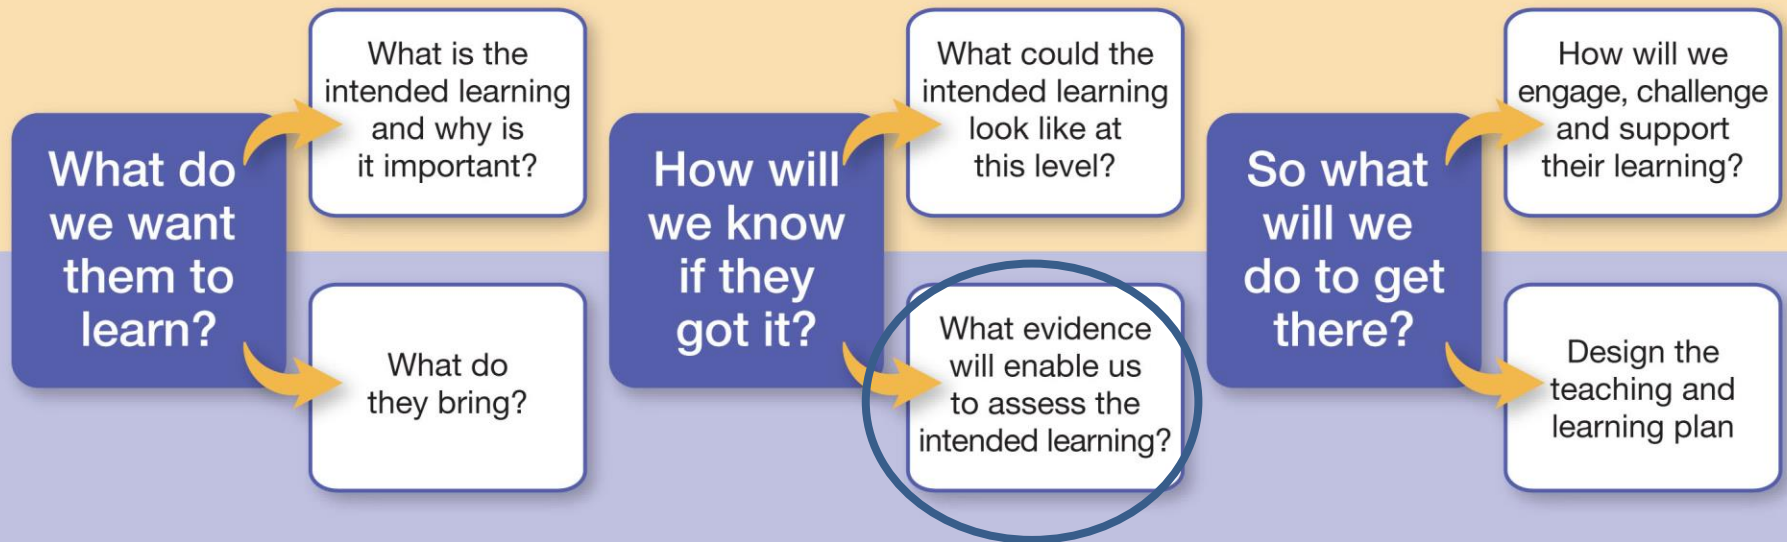 What do
we want
them to
learn?
What is the
intended learning
and why is
it important?
What do
they bring?
How will
we know
if they
got it?
What could the
intended learning
look like at
this level?
What evidence
will enable us
to assess the
intended learning?
So what
will we
do to get
there?
How will we
engage, challenge
and support
their learning?
Design the
teaching and
learning plan